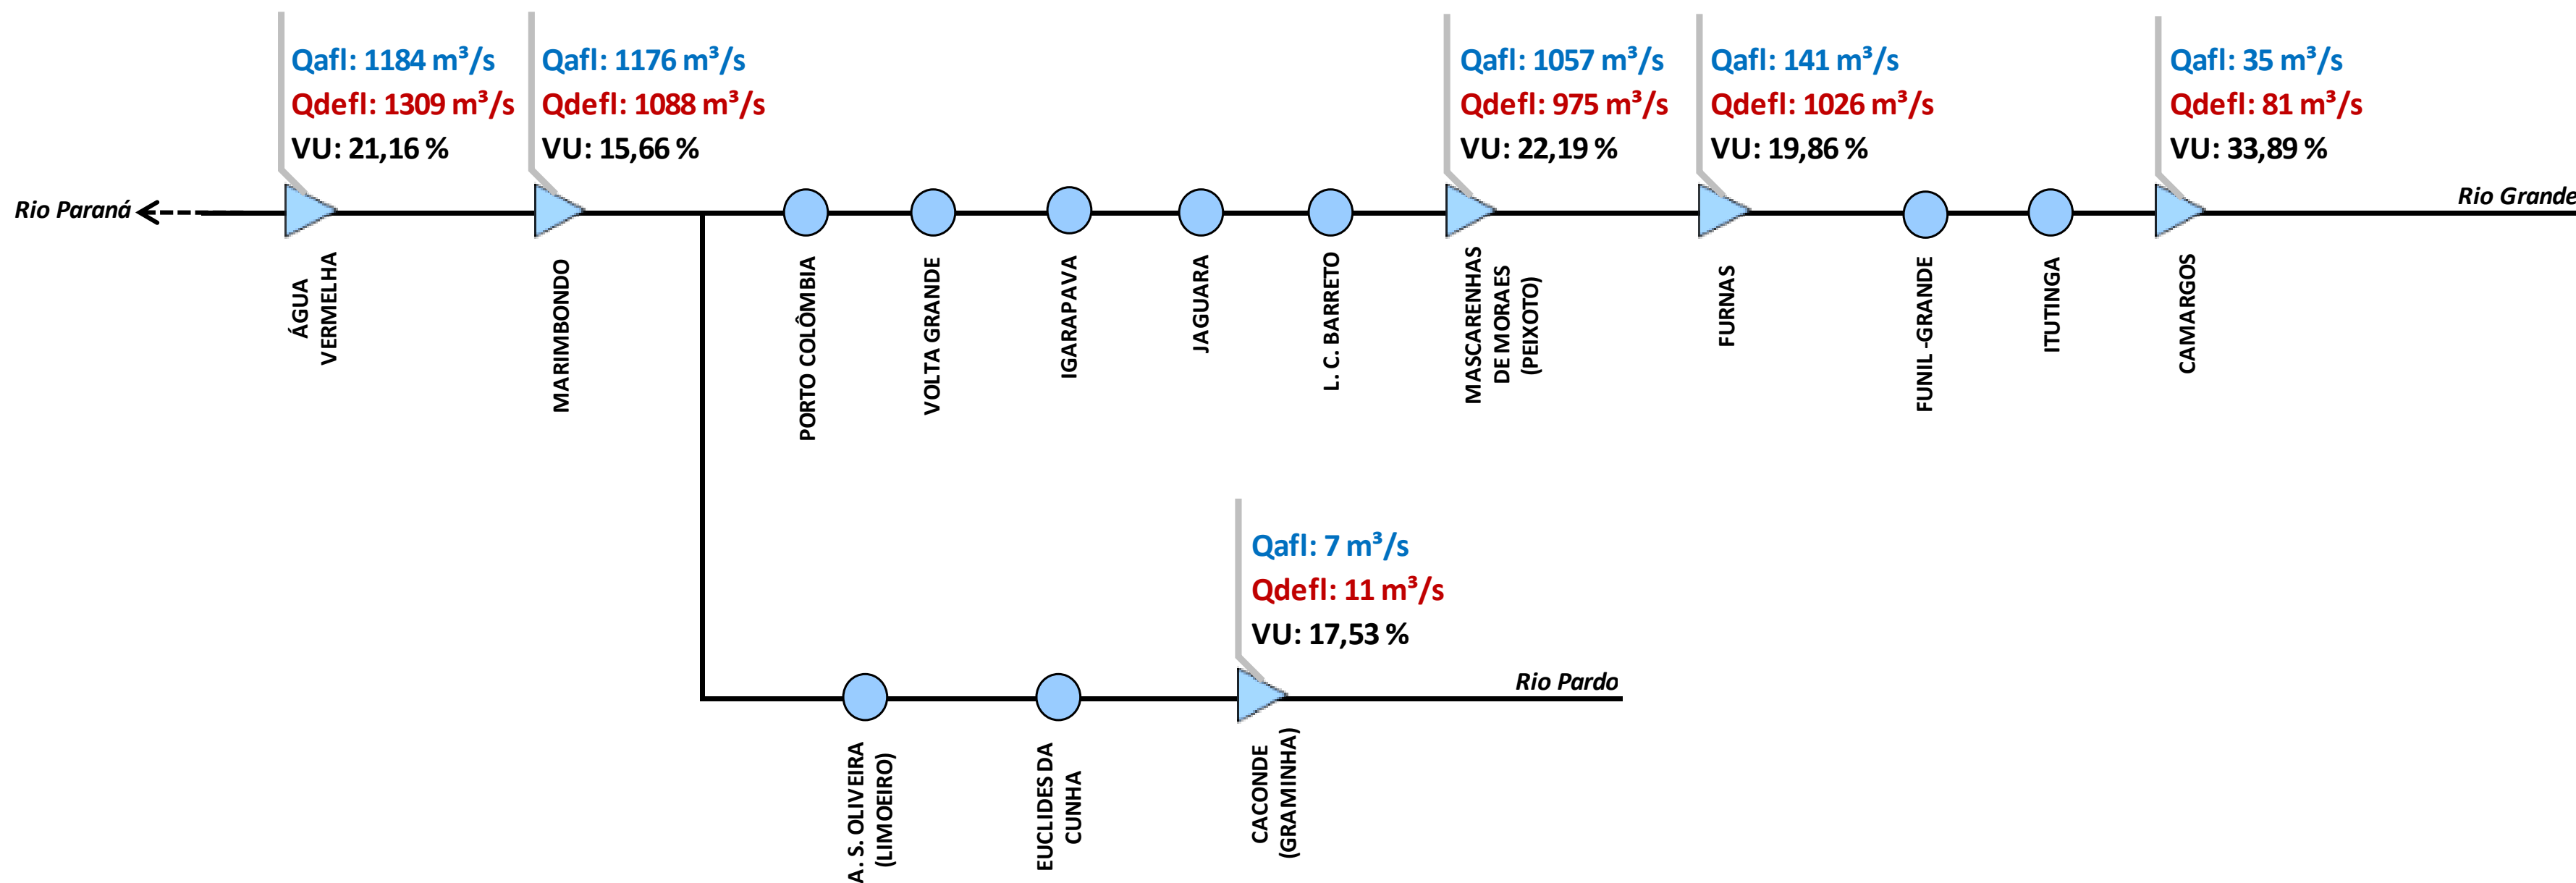 Qafl: 1184 m³/s
Qdefl: 1309 m³/s
VU: 21,16 %
Qafl: 1176 m³/s
Qdefl: 1088 m³/s
VU: 15,66 %
Qafl: 1057 m³/s
Qdefl: 975 m³/s
VU: 22,19 %
Qafl: 141 m³/s
Qdefl: 1026 m³/s
VU: 19,86 %
Qafl: 35 m³/s
Qdefl: 81 m³/s
VU: 33,89 %
Rio Paraná
Rio Grande
ÁGUA
VERMELHA
MARIMBONDO
PORTO COLÔMBIA
VOLTA GRANDE
IGARAPAVA
JAGUARA
L. C. BARRETO
MASCARENHAS
DE MORAES
(PEIXOTO)
FURNAS
FUNIL -GRANDE
ITUTINGA
CAMARGOS
Qafl: 7 m³/s
Qdefl: 11 m³/s
VU: 17,53 %
Rio Pardo
A. S. OLIVEIRA
(LIMOEIRO)
EUCLIDES DA
CUNHA
CACONDE
(GRAMINHA)